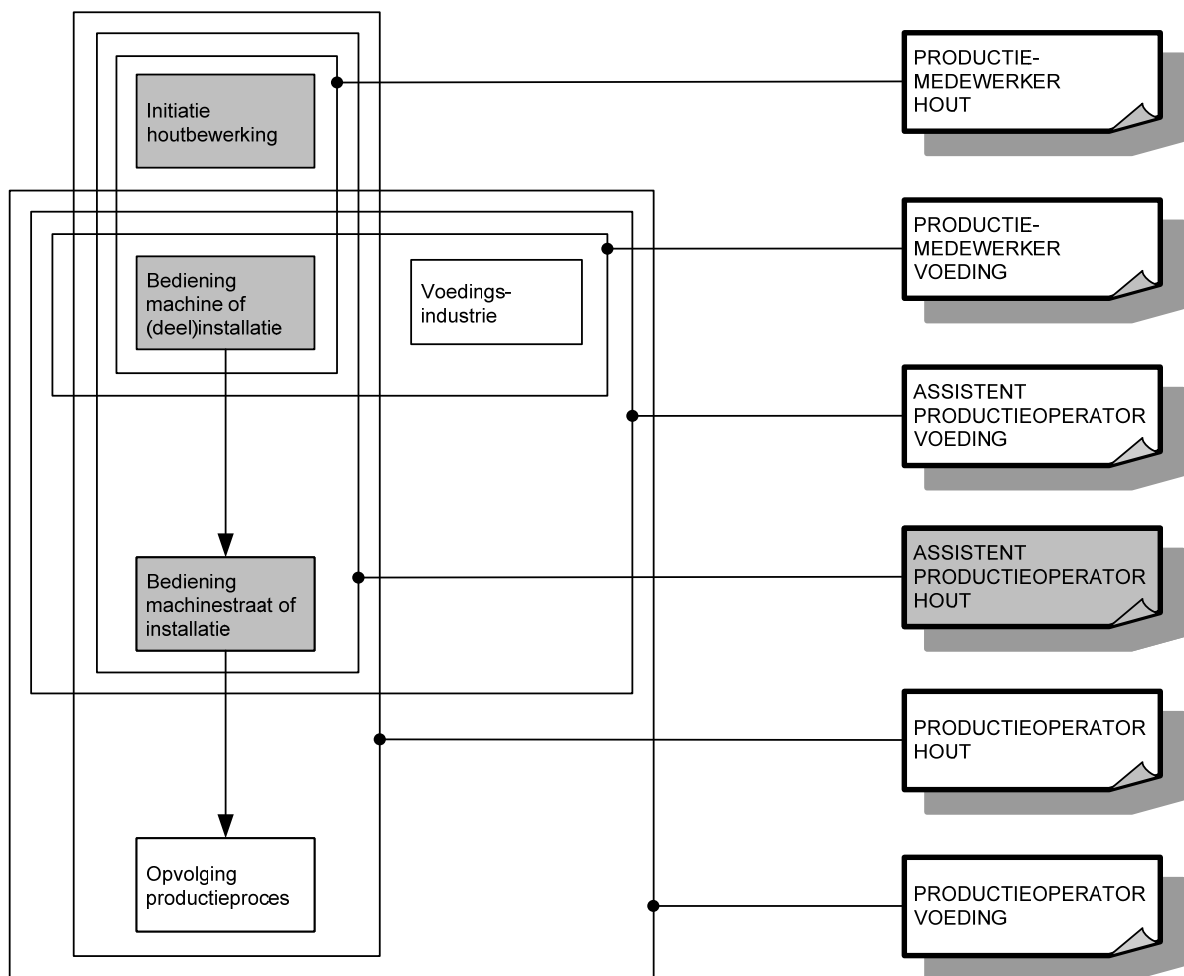 Initiatie
houtbewerking
Bediening
machine of
(deel)installatie
Voedings-
industrie
Bediening
machinestraat of
installatie
Opvolging
productieproces
PRODUCTIE-
MEDEWERKER
HOUT
PRODUCTIE-
MEDEWERKER
VOEDING
ASSISTENT
PRODUCTIEOPERATOR
VOEDING
ASSISTENT
PRODUCTIEOPERATOR
HOUT
PRODUCTIEOPERATOR
HOUT
PRODUCTIEOPERATOR
VOEDING